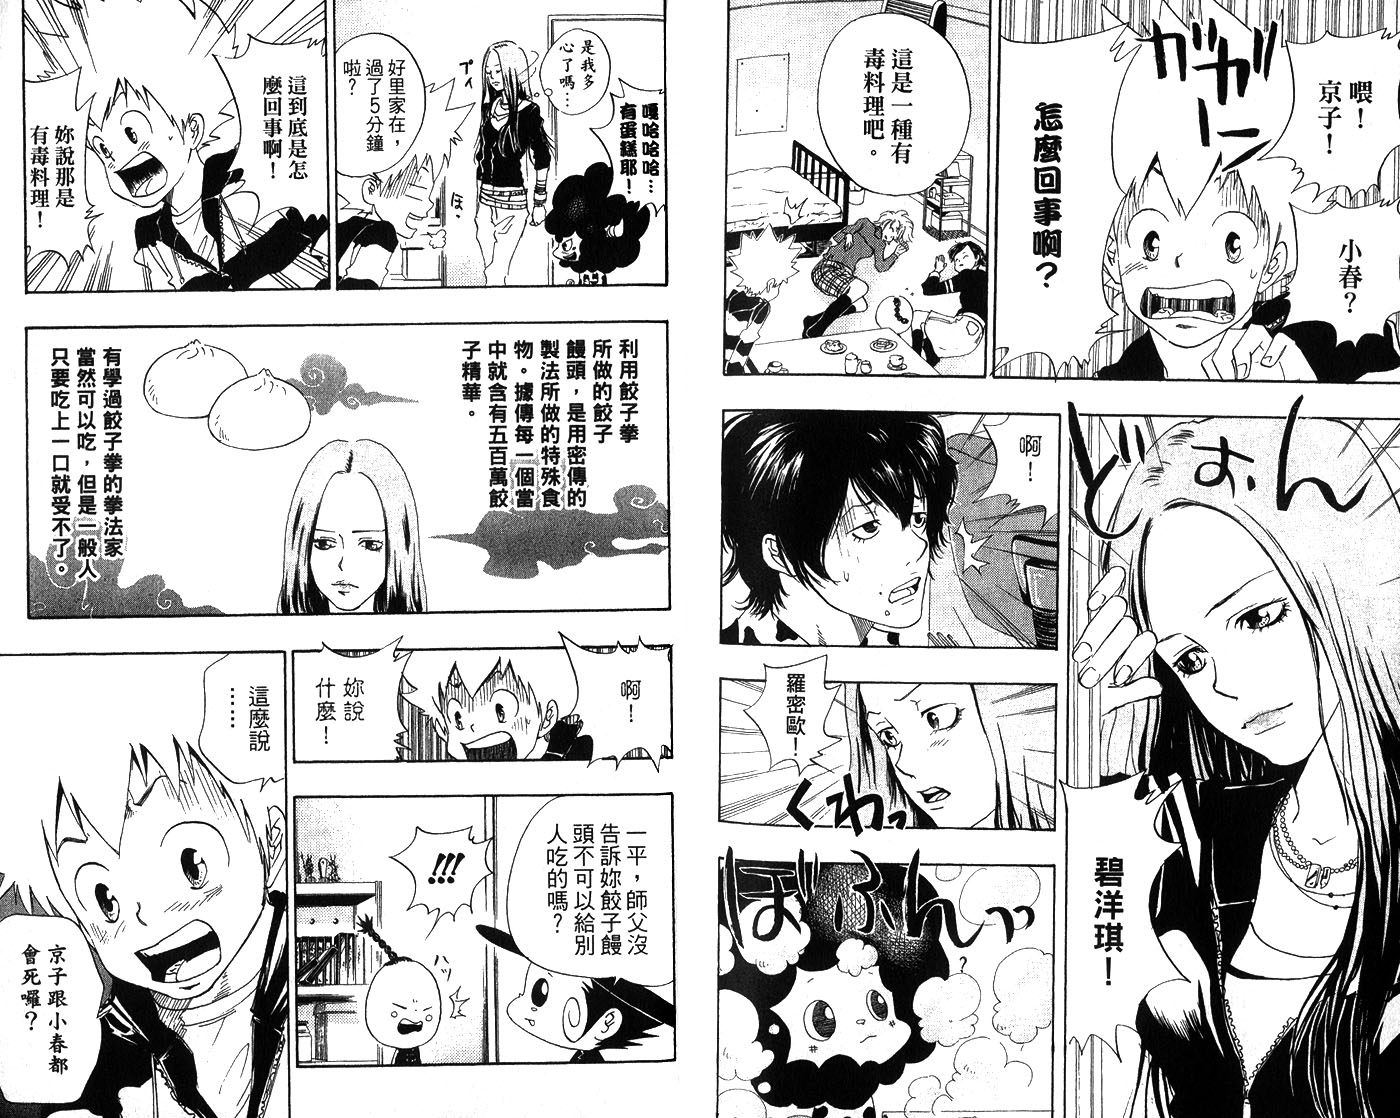 喂！
京子！
小春？
ガガーン
怎麼回事啊？
這是一種有
毒料理吧。
どおん
碧洋琪！
啊！
羅密歐！
くわっ
ぼふんっっ
?
嘎哈哈哈…
有蛋糕耶！
是我多
心了嗎…
プイ
ほ、
好里家在，
過了5分鐘
啦？
這到底是怎
麼回事啊！
妳說那是
有毒料理！
利用餃子拳
所做的餃子
饅頭，是用密傳的
製法所做的特殊食
物。據傳每一個當
中就含有五百萬餃
子精華。
有學過餃子拳的拳法家
當然可以吃，但是一般人
只要吃上一口就受不了。
啊！
妳說
什麼！
一平，師父沒
告訴妳餃子饅
頭不可以給別
人吃的嗎？
!!!
這麼說
……
京子跟小春都
會死囉？